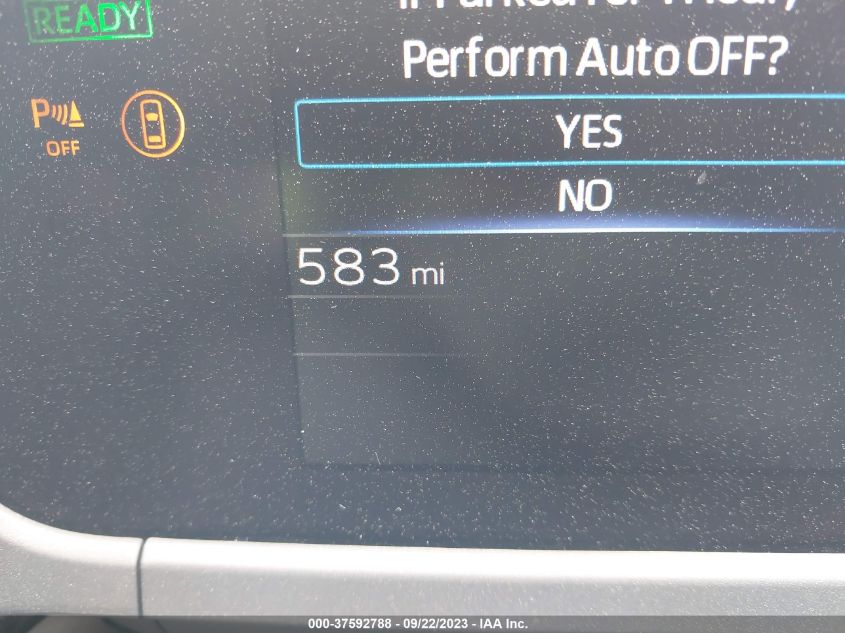 READY
Perform Auto OFF?
P
OFF
YES
NO
583 mi
000-37592788 - 09/22/2023 - IAA Inc.